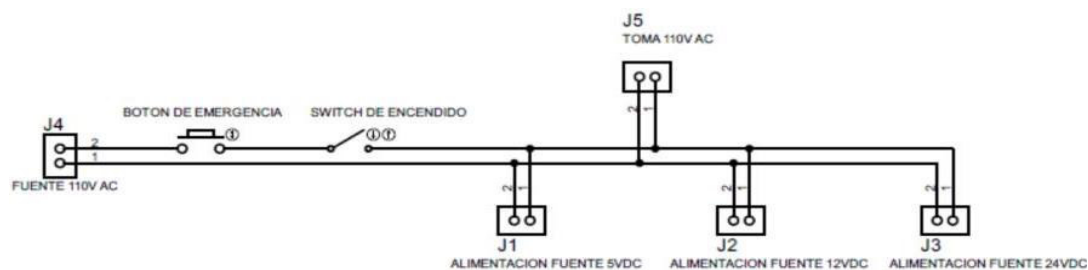 J5
TOMA 110V AC
2 1
BOTON DE EMERGENCIA SWITCH DE ENCENDIDO
J4
2
1
FUENTE 110V AC
2 1 2 1 2 1
J1 J2 J3
ALIMENTACION FUENTE 5VDC ALIMENTACION FUENTE 12VDC ALIMENTACION FUENTE 24VDC